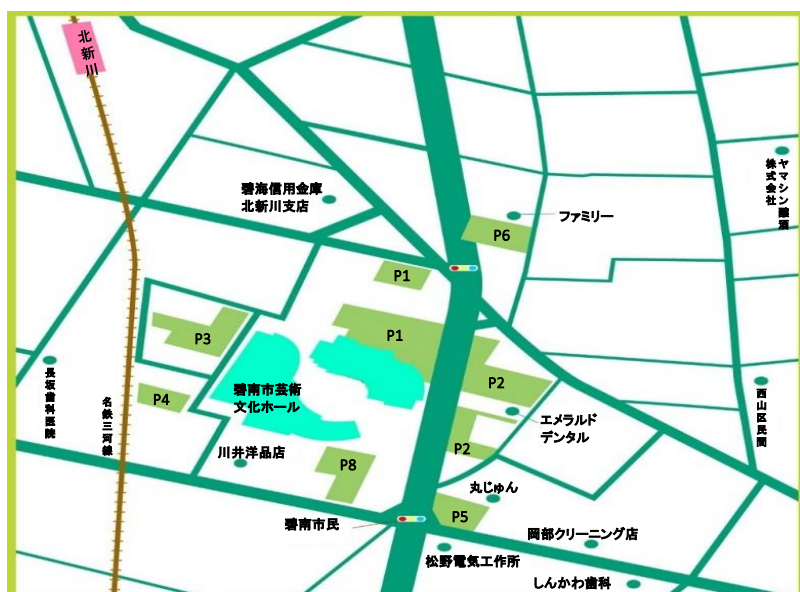 北新川
碧海信用金庫
北新川支店
ファミリー
ヤマシン醸造
株式会社
P6
P1
P1
P3
P2
P4
碧南市芸術
文化ホール
エメラルド
デンタル
長坂歯科医院
名鉄三河線
西山区民間
川井洋品店
P8
P2
丸じゅん
P5
碧南市民
岡部クリーニング店
松野電気工作所
しんかわ歯科